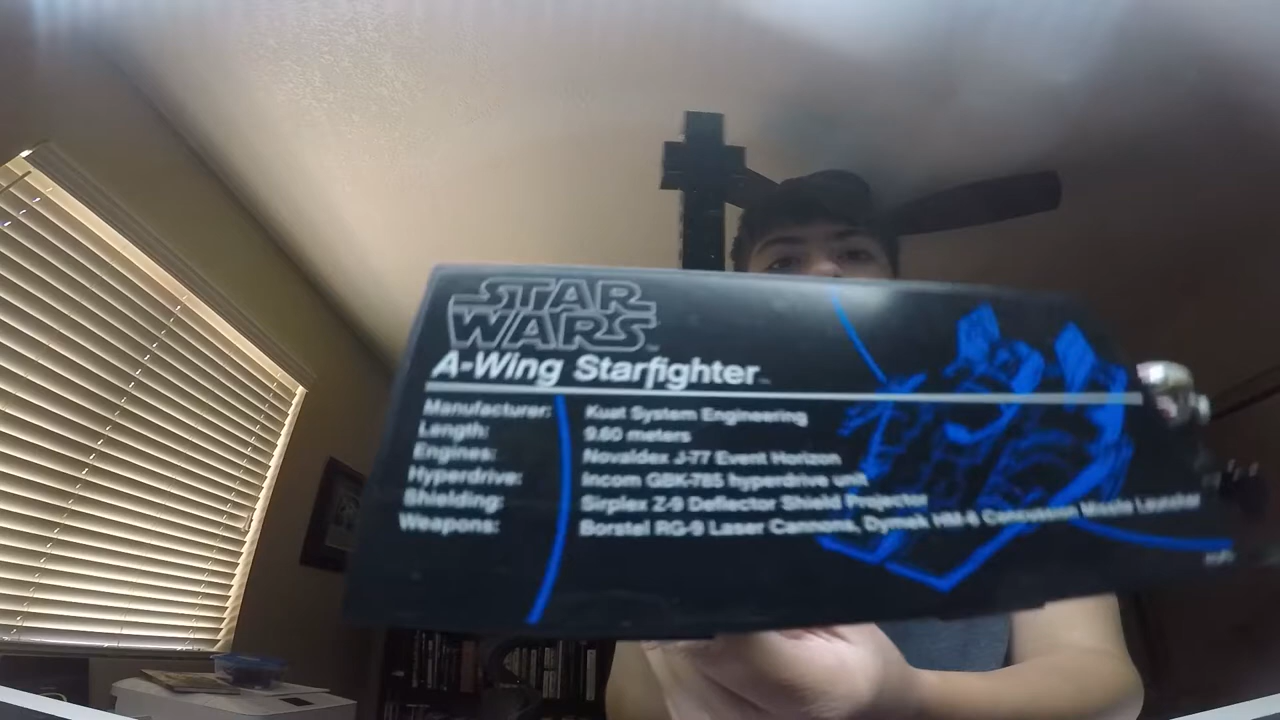 STAR
WARS
A-Wing Starfighter
Manufacturer: Kuat System Engineering
Length: 9.60 meters
Engines: Novaldex J-77 Event Horizon
Hyperdrive: Incom GBK-785 hyperdrive unit
Shielding: Sirplex Z-9 Deflector Shield Projector
Weapons: Borstel RG-9 Laser Cannons, Dymek HM-6 Concussion Missile Launcher